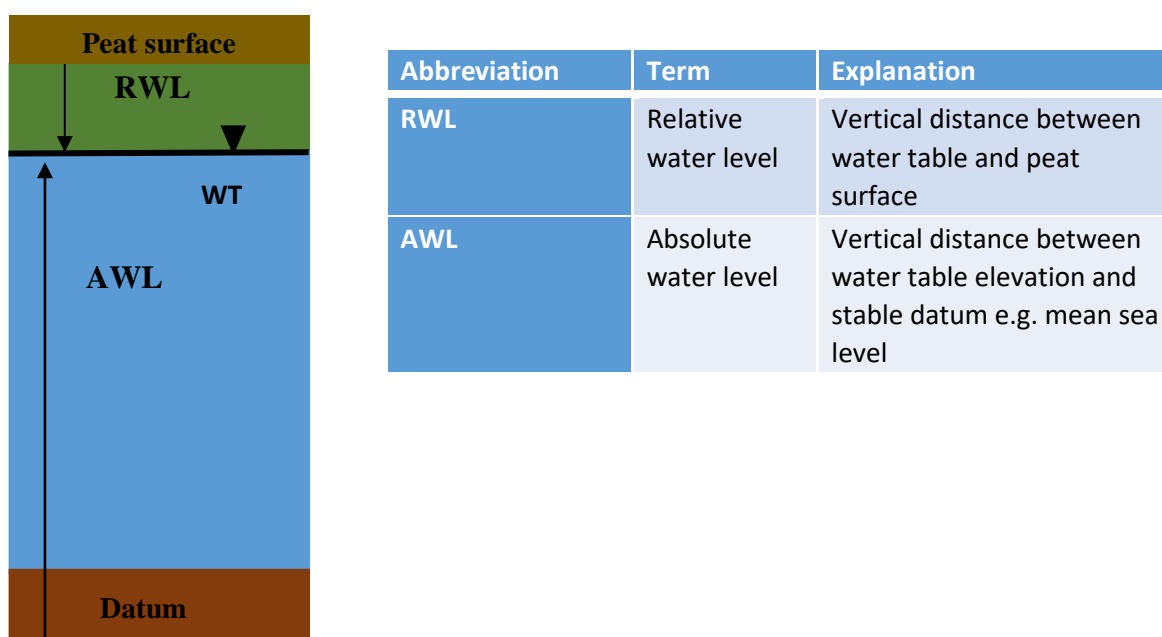 Peat surface
RWL
WT
AWL
Datum
Abbreviation Term Explanation
RWL Relative Vertical distance between
water level water table and peat
surface
AWL Absolute Vertical distance between
water level water table elevation and
stable datum e.g. mean sea
level